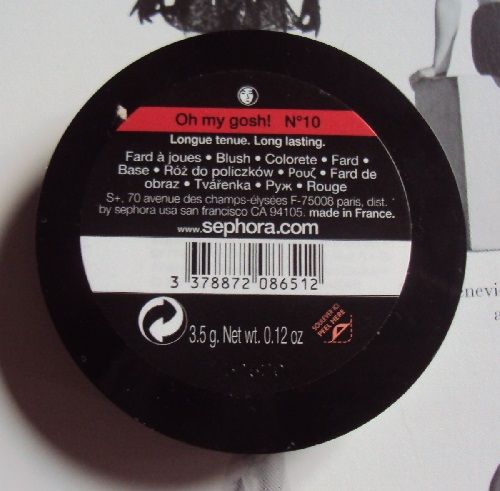 Oh my gosh! N°10
Longue tenue. Long lasting.
Fard à joues • Blush • Colorete • Fard •
Base • Róż do policzków • Ρουζ • Fard de
obraz • Tvářenka • Руж • Rouge
S+. 70 avenue des champs-élysées F-75008 paris, dist.
by sephora usa san francisco CA 94105. made in France.
www.sephora.com
3 378872 086512
3.5 g. Net wt. 0.12 oz
SOULEVER ICI
PEEL HERE